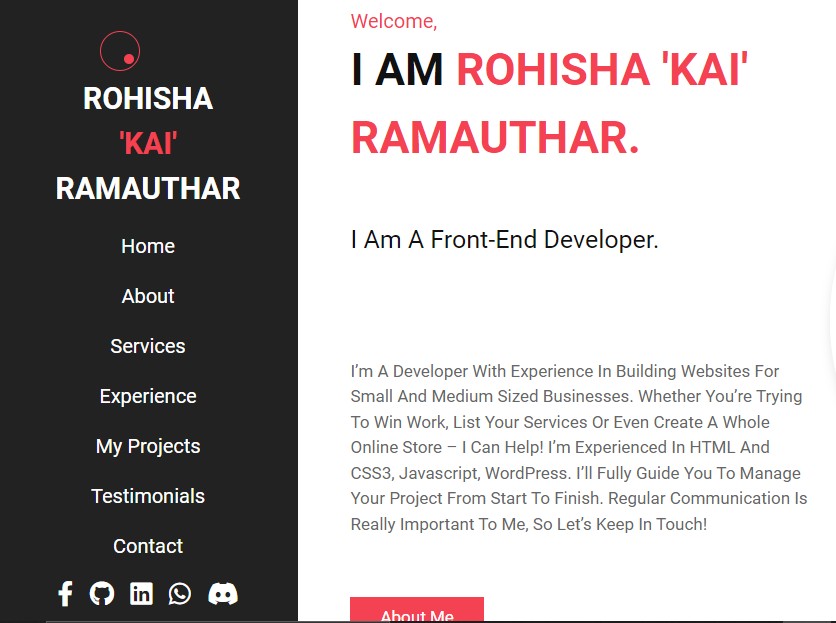 ROHISHA
'KAI'
RAMAUTHAR
Home
About
Services
Experience
My Projects
Testimonials
Contact
Welcome,
I AM ROHISHA 'KAI'
RAMAUTHAR.
I Am A Front-End Developer.
I’m A Developer With Experience In Building Websites For
Small And Medium Sized Businesses. Whether You’re Trying
To Win Work, List Your Services Or Even Create A Whole
Online Store – I Can Help! I’m Experienced In HTML And
CSS3, Javascript, WordPress. I’ll Fully Guide You To Manage
Your Project From Start To Finish. Regular Communication Is
Really Important To Me, So Let’s Keep In Touch!
About Me